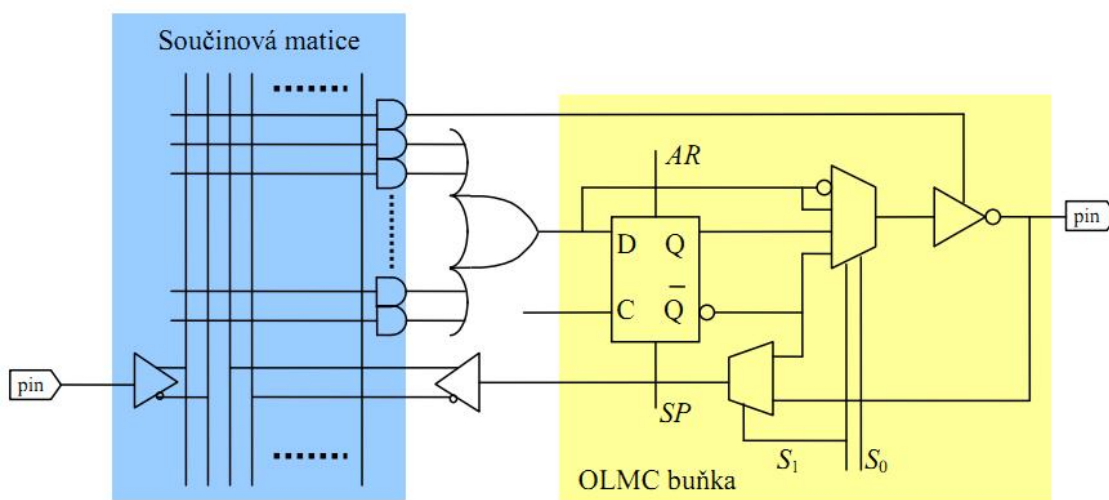 Součinová matice
AR
pin
D Q
C Q
pin
SP
S1 S0
OLMC buňka